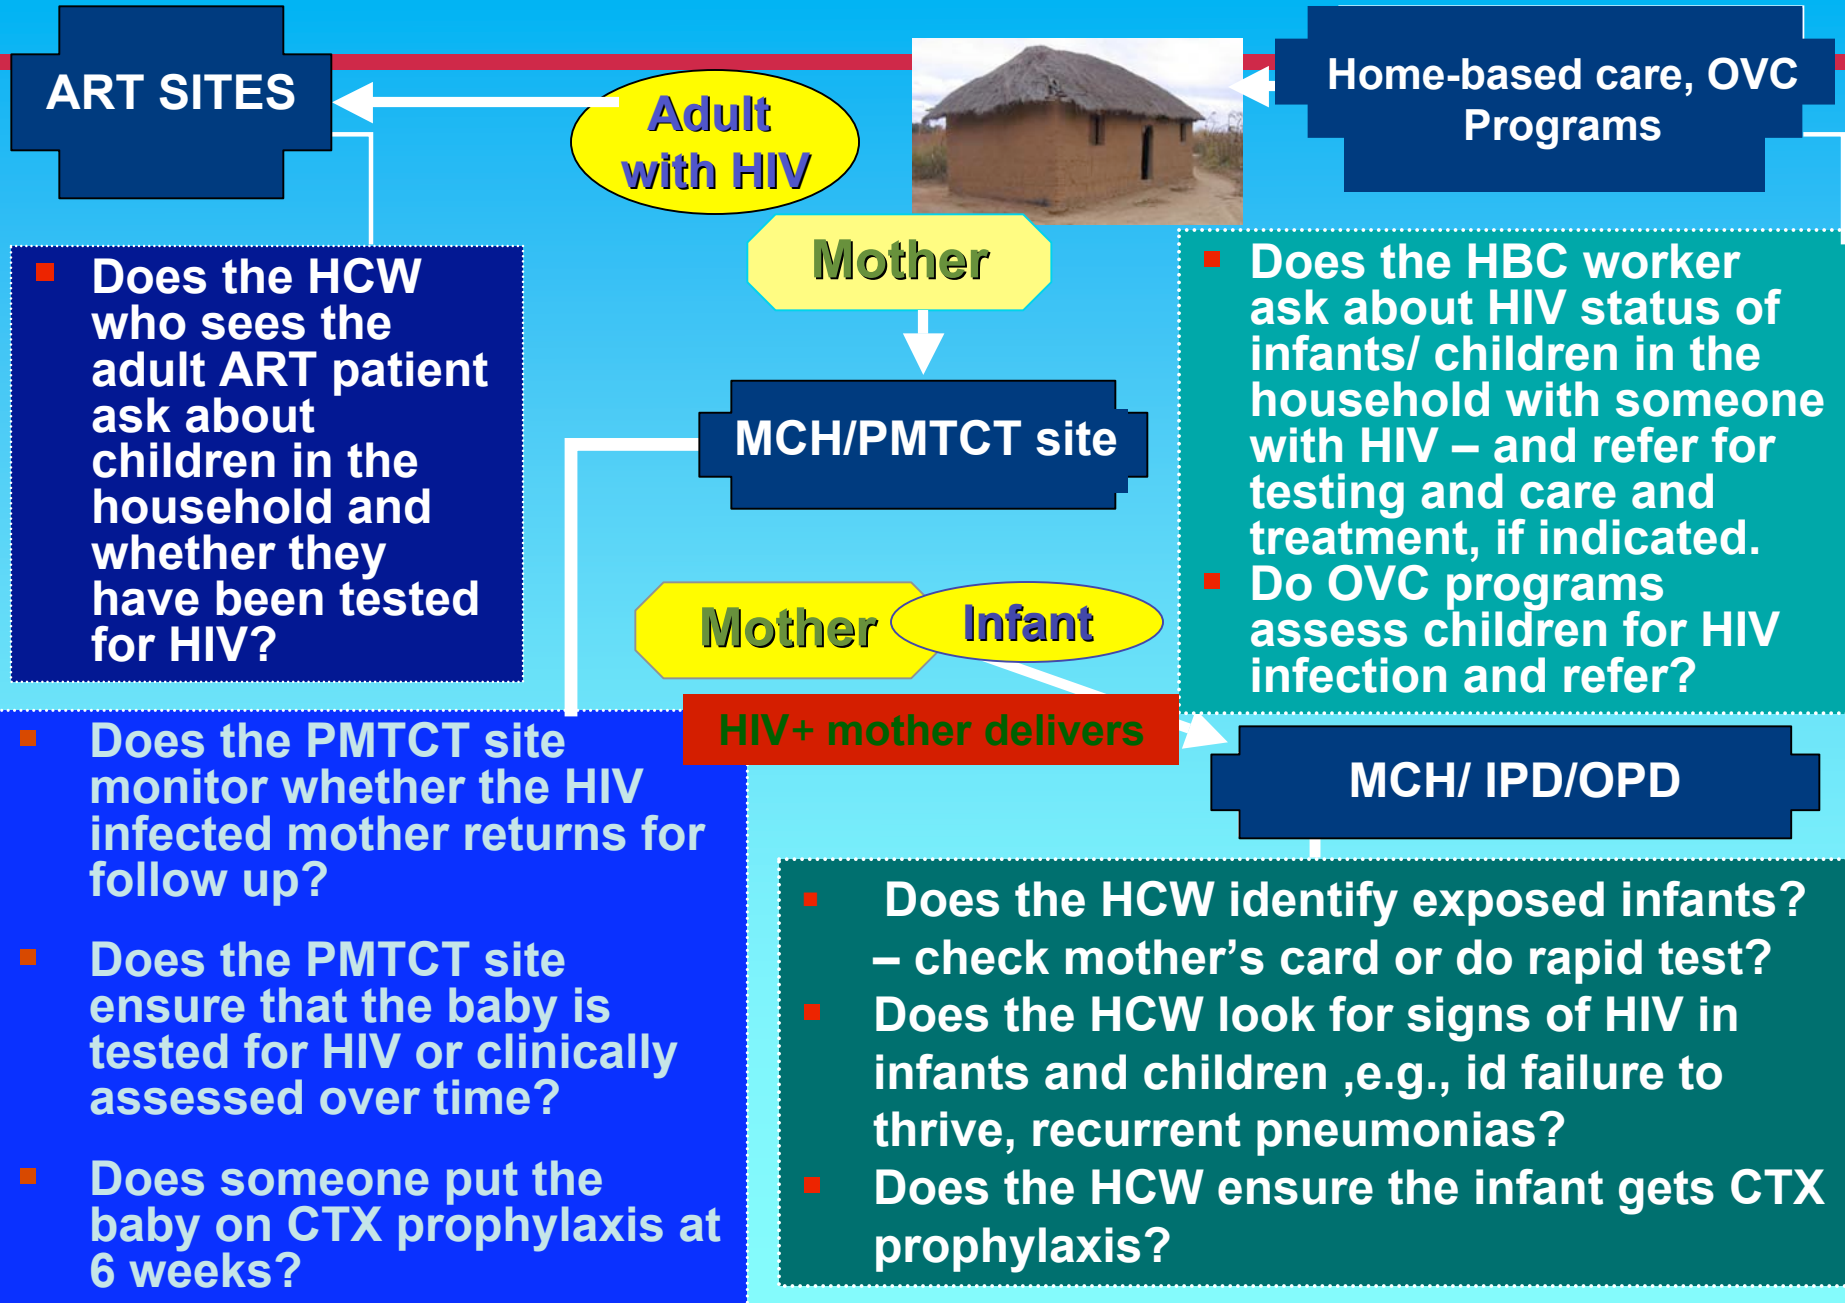 ART SITES
Adult
with HIV
Home-based care, OVC
Programs
Mother
Does the HCW
who sees the
adult ART patient
ask about
children in the
household and
whether they
have been tested
for HIV?
MCH/PMTCT site
Does the HBC worker
ask about HIV status of
infants/ children in the
household with someone
with HIV – and refer for
testing and care and
treatment, if indicated.
Do OVC programs
assess children for HIV
infection and refer?
Mother
Infant
HIV+ mother delivers
MCH/ IPD/OPD
Does the PMTCT site
monitor whether the HIV
infected mother returns for
follow up?
Does the PMTCT site
ensure that the baby is
tested for HIV or clinically
assessed over time?
Does someone put the
baby on CTX prophylaxis at
6 weeks?
Does the HCW identify exposed infants?
– check mother’s card or do rapid test?
Does the HCW look for signs of HIV in
infants and children ,e.g., id failure to
thrive, recurrent pneumonias?
Does the HCW ensure the infant gets CTX
prophylaxis?